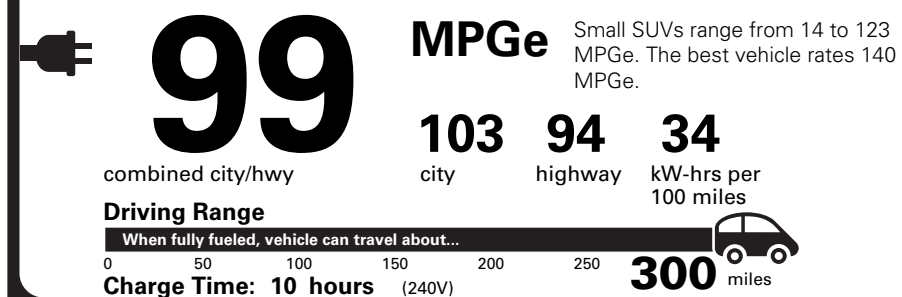 99
MPGe
Small SUVs range from 14 to 123
MPGe. The best vehicle rates 140
MPGe.
103 94 34
combined city/hwy city highway kW-hrs per
100 miles
Driving Range
When fully fueled, vehicle can travel about...
0 50 100 150 200 250 300 miles
Charge Time: 10 hours (240V)